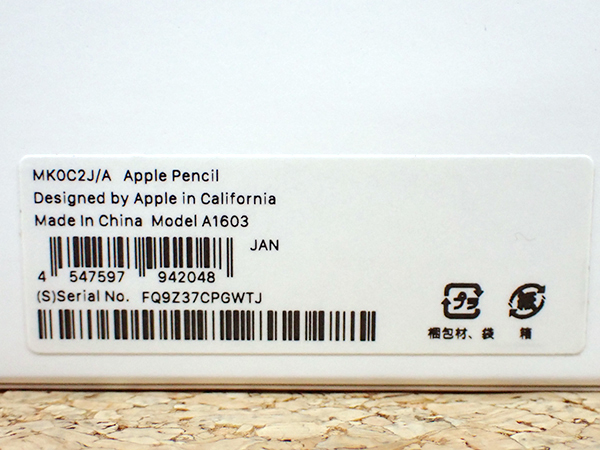 MK0C2J/A Apple Pencil
Designed by Apple in California
Made In China Model A1603
JAN
4 547597 942048
(S)Serial No. FQ9Z37CPGWTJ
プラ 紙
梱包材、袋 箱